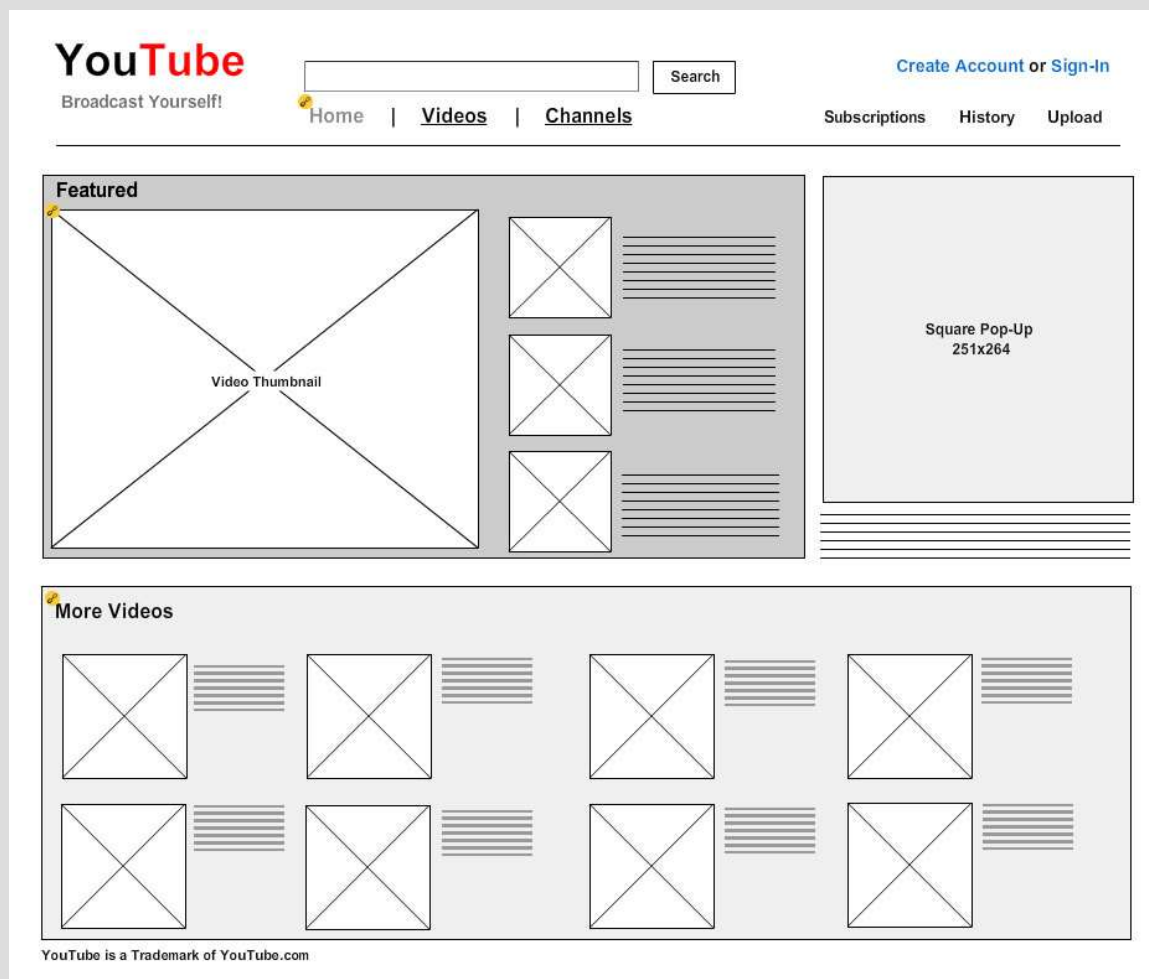 YouTube
Broadcast Yourself!
Search
Create Account or Sign-In
Home | Videos | Channels
Subscriptions History Upload
Featured
Video Thumbnail
Square Pop-Up
251x264
More Videos
YouTube is a Trademark of YouTube.com